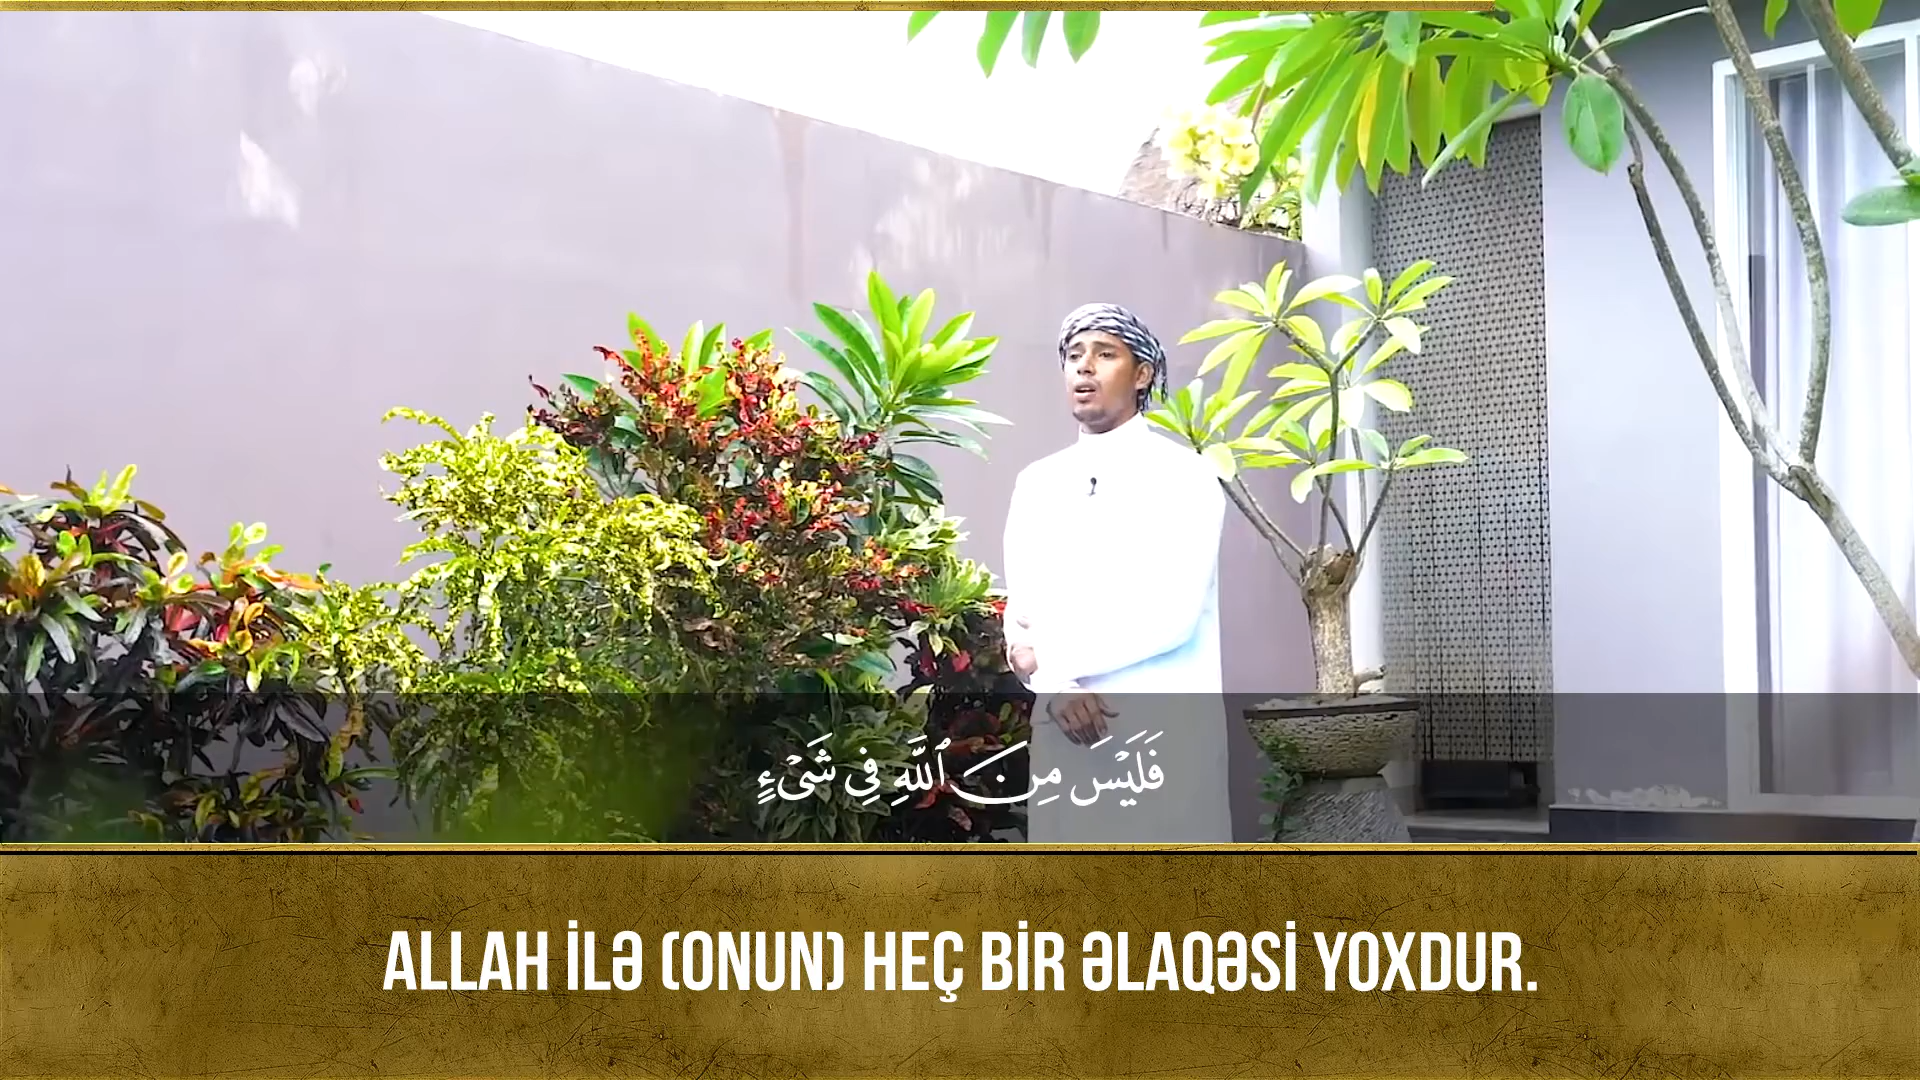 فَلَيْسَ مِنَ ٱللَّهِ فِى شَىْءٍ
ALLAH İLƏ (ONUN) HEÇ BİR ƏLAQƏSİ YOXDUR.